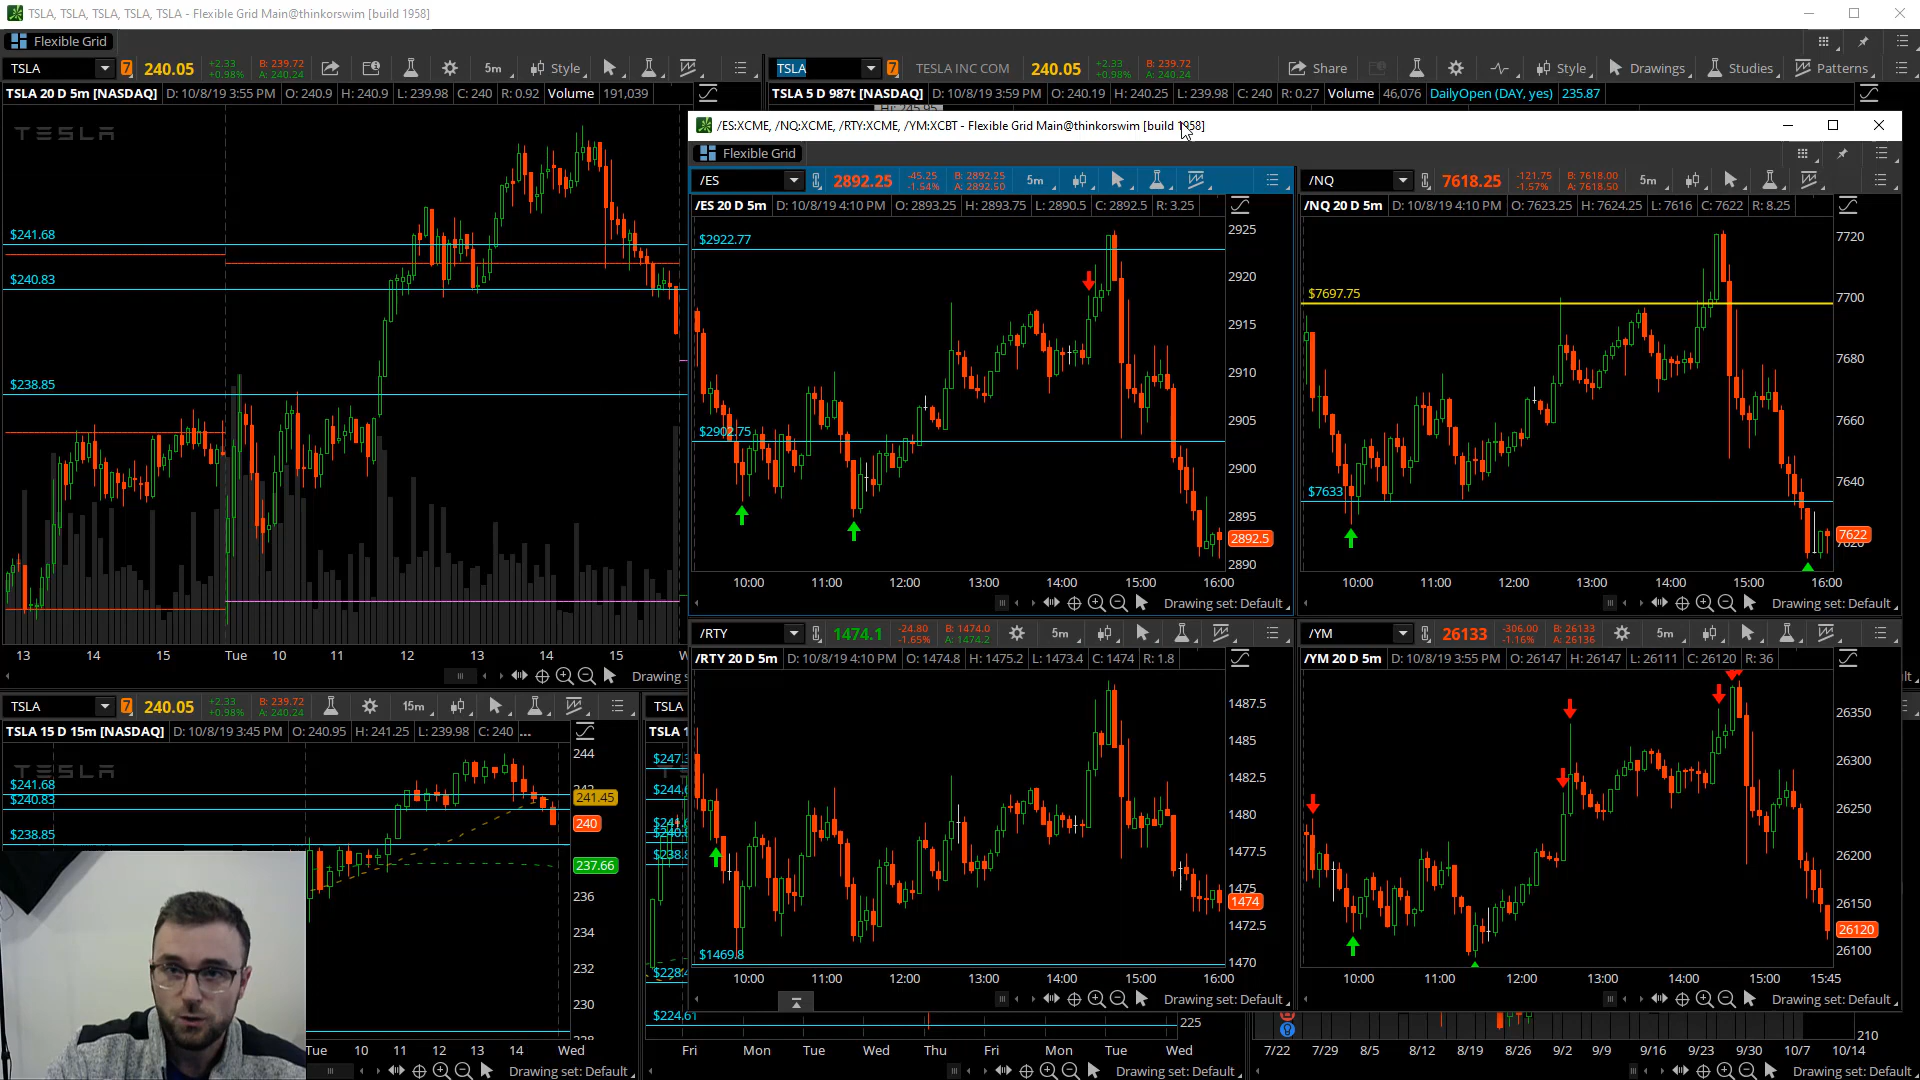 TSLA, TSLA, TSLA, TSLA, TSLA - Flexible Grid Main@thinkorswim [build 1958]
Flexible Grid
TSLA 7 240.05 +2.33 +0.98% B: 239.72 A: 240.24 5m Style
TSLA 7 TESLA INC COM 240.05 +2.33 +0.98% B: 239.72 A: 240.24 Share Style Drawings Studies Patterns
TSLA 20 D 5m [NASDAQ] D: 10/8/19 3:55 PM O: 240.9 H: 240.9 L: 239.98 C: 240 R: 0.92 Volume 191,039
TSLA 5 D 987t [NASDAQ] D: 10/8/19 3:59 PM O: 240.19 H: 240.25 L: 239.98 C: 240 R: 0.27 Volume 46,076 DailyOpen (DAY, yes) 235.87
TESLA
$241.68
$240.83
$238.85
13 14 15 Tue 10 11 12 13 14 15
Drawing s
/ES:XCME, /NQ:XCME, /RTY:XCME, /YM:XCBT - Flexible Grid Main@thinkorswim [build 1958]
Flexible Grid
/ES 2892.25 -45.25 -1.54% B: 2892.25 A: 2892.50 5m
/ES 20 D 5m D: 10/8/19 4:10 PM O: 2893.25 H: 2893.75 L: 2890.5 C: 2892.5 R: 3.25
$2922.77
$2902.75
2925
2920
2915
2910
2905
2900
2895
2892.5
2890
10:00 11:00 12:00 13:00 14:00 15:00 16:00
Drawing set: Default
/NQ 7618.25 -121.75 -1.57% B: 7618.00 A: 7618.50 5m
/NQ 20 D 5m D: 10/8/19 4:10 PM O: 7623.25 H: 7624.25 L: 7616 C: 7622 R: 8.25
$7697.75
$7633
7720
7700
7680
7660
7640
7622
7620
10:00 11:00 12:00 13:00 14:00 15:00 16:00
Drawing set: Default
/RTY 1474.1 -24.80 -1.65% B: 1474.0 A: 1474.2 5m
/RTY 20 D 5m D: 10/8/19 4:10 PM O: 1474.8 H: 1475.2 L: 1473.4 C: 1474 R: 1.8
1487.5
1485
1482.5
1480
1477.5
1475
1474
1472.5
1470
$1469.8
10:00 11:00 12:00 13:00 14:00 15:00 16:00
Drawing set: Default
/YM 26133 -306.00 -1.16% B: 26133 A: 26136 5m
/YM 20 D 5m D: 10/8/19 3:55 PM O: 26147 H: 26147 L: 26111 C: 26120 R: 36
26350
26300
26250
26200
26150
26120
26100
10:00 11:00 12:00 13:00 14:00 15:00 15:45
Drawing set: Default
TSLA 7 240.05 +2.33 +0.98% B: 239.72 A: 240.24 15m
TSLA 15 D 15m [NASDAQ] D: 10/8/19 3:45 PM O: 240.95 H: 241.25 L: 239.98 C: 240 ...
TESLA
$241.68
$240.83
$238.85
244
241.45
240
237.66
236
234
232
230
Tue 10 11 12 13 14 Wed
Drawing set: Default
TSLA
TSLA 1
$224.61
225
Fri Mon Tue Wed Thu Fri Mon Tue Wed
Drawing set: Default
210
7/22 7/29 8/5 8/12 8/19 8/26 9/2 9/9 9/16 9/23 9/30 10/7 10/14
Drawing set: Default